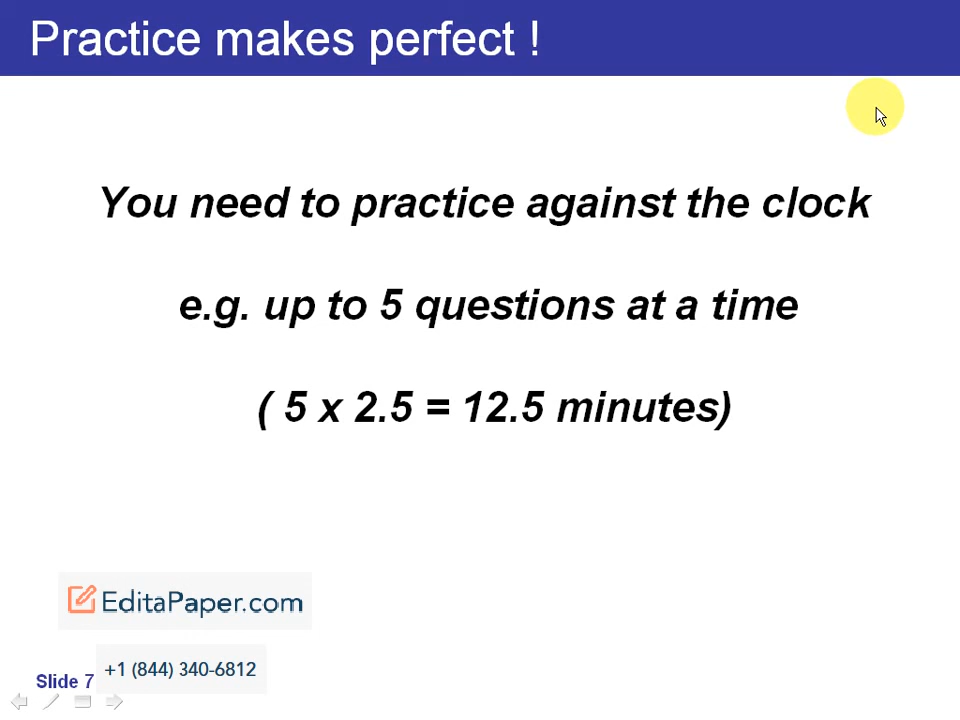 Practice makes perfect !
You need to practice against the clock
e.g. up to 5 questions at a time
( 5 x 2.5 = 12.5 minutes)
EditaPaper.com
+1 (844) 340-6812
Slide 7